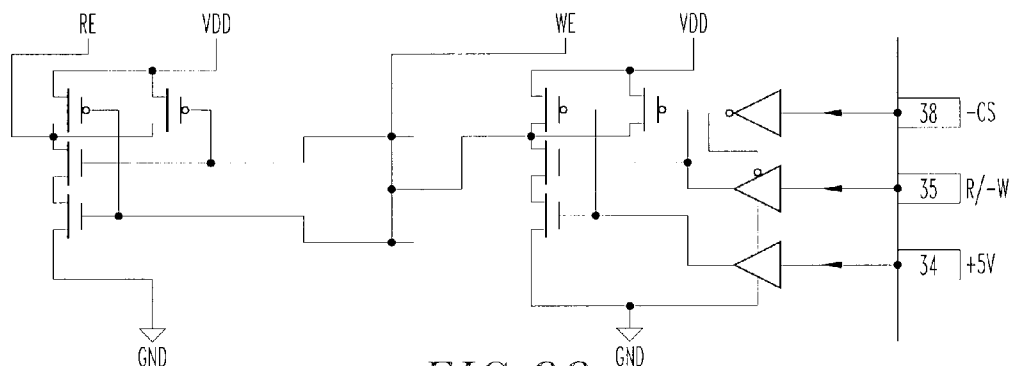 RE VDD WE VDD
38 -CS
35 R/-W
34 +5V
GND GND